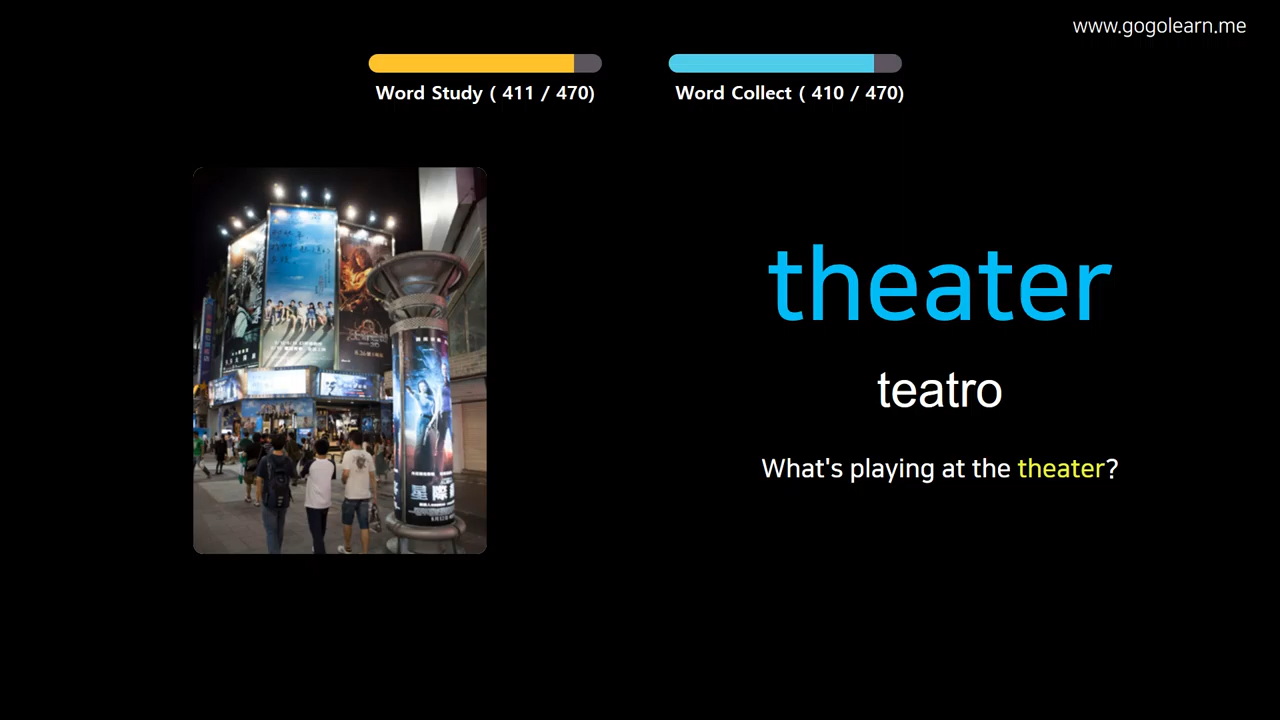 www.gogolearn.me
Word Study ( 411 / 470)
Word Collect ( 410 / 470)
theater
teatro
What's playing at the theater?